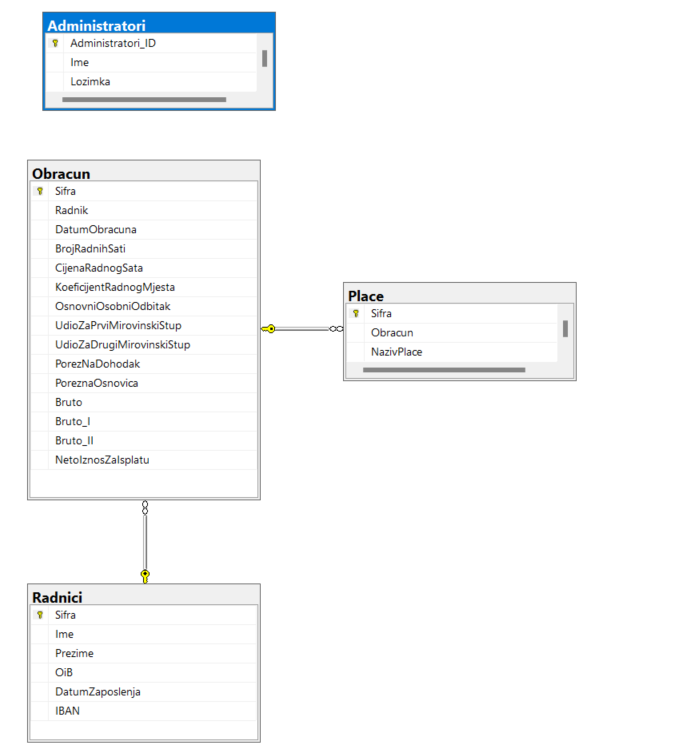 Administratori
Administratori_ID
Ime
Lozimka
Obracun
Sifra
Radnik
DatumObracuna
BrojRadnihSati
CijenaRadnogSata
KoeficijentRadnogMjesta
OsnovniOsobniOdbitak
UdioZaPrviMirovinskiStup
UdioZaDrugiMirovinskiStup
PorezNaDohodak
PoreznaOsnovica
Bruto
Bruto_I
Bruto_II
NetoIznosZaIsplatu
Place
Sifra
Obracun
NazivPlace
Radnici
Sifra
Ime
Prezime
OiB
DatumZaposlenja
IBAN